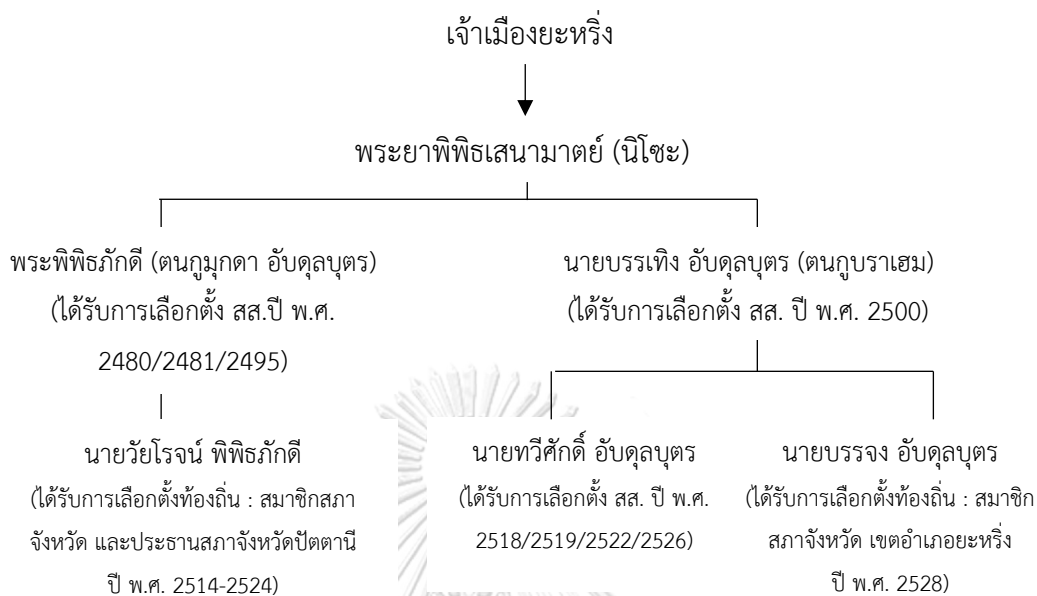 เจ้าเมืองยะหริ่ง
พระยาพิพิธเสนามาตย์ (นิโซะ)
พระพิพิธภักดี (ตนกูมุกดา อับดุลบุตร)
(ได้รับการเลือกตั้ง สส.ปี พ.ศ.
2480/2481/2495)
นายบรรเทิง อับดุลบุตร (ตนกูบราเฮม)
(ได้รับการเลือกตั้ง สส. ปี พ.ศ. 2500)
นายวัยโรจน์ พิพิธภักดี
(ได้รับการเลือกตั้งท้องถิ่น : สมาชิกสภา
จังหวัด และประธานสภาจังหวัดปัตตานี
ปี พ.ศ. 2514-2524)
นายทวีศักดิ์ อับดุลบุตร
(ได้รับการเลือกตั้ง สส. ปี พ.ศ.
2518/2519/2522/2526)
นายบรรจง อับดุลบุตร
(ได้รับการเลือกตั้งท้องถิ่น : สมาชิก
สภาจังหวัด เขตอำเภอยะหริ่ง
ปี พ.ศ. 2528)